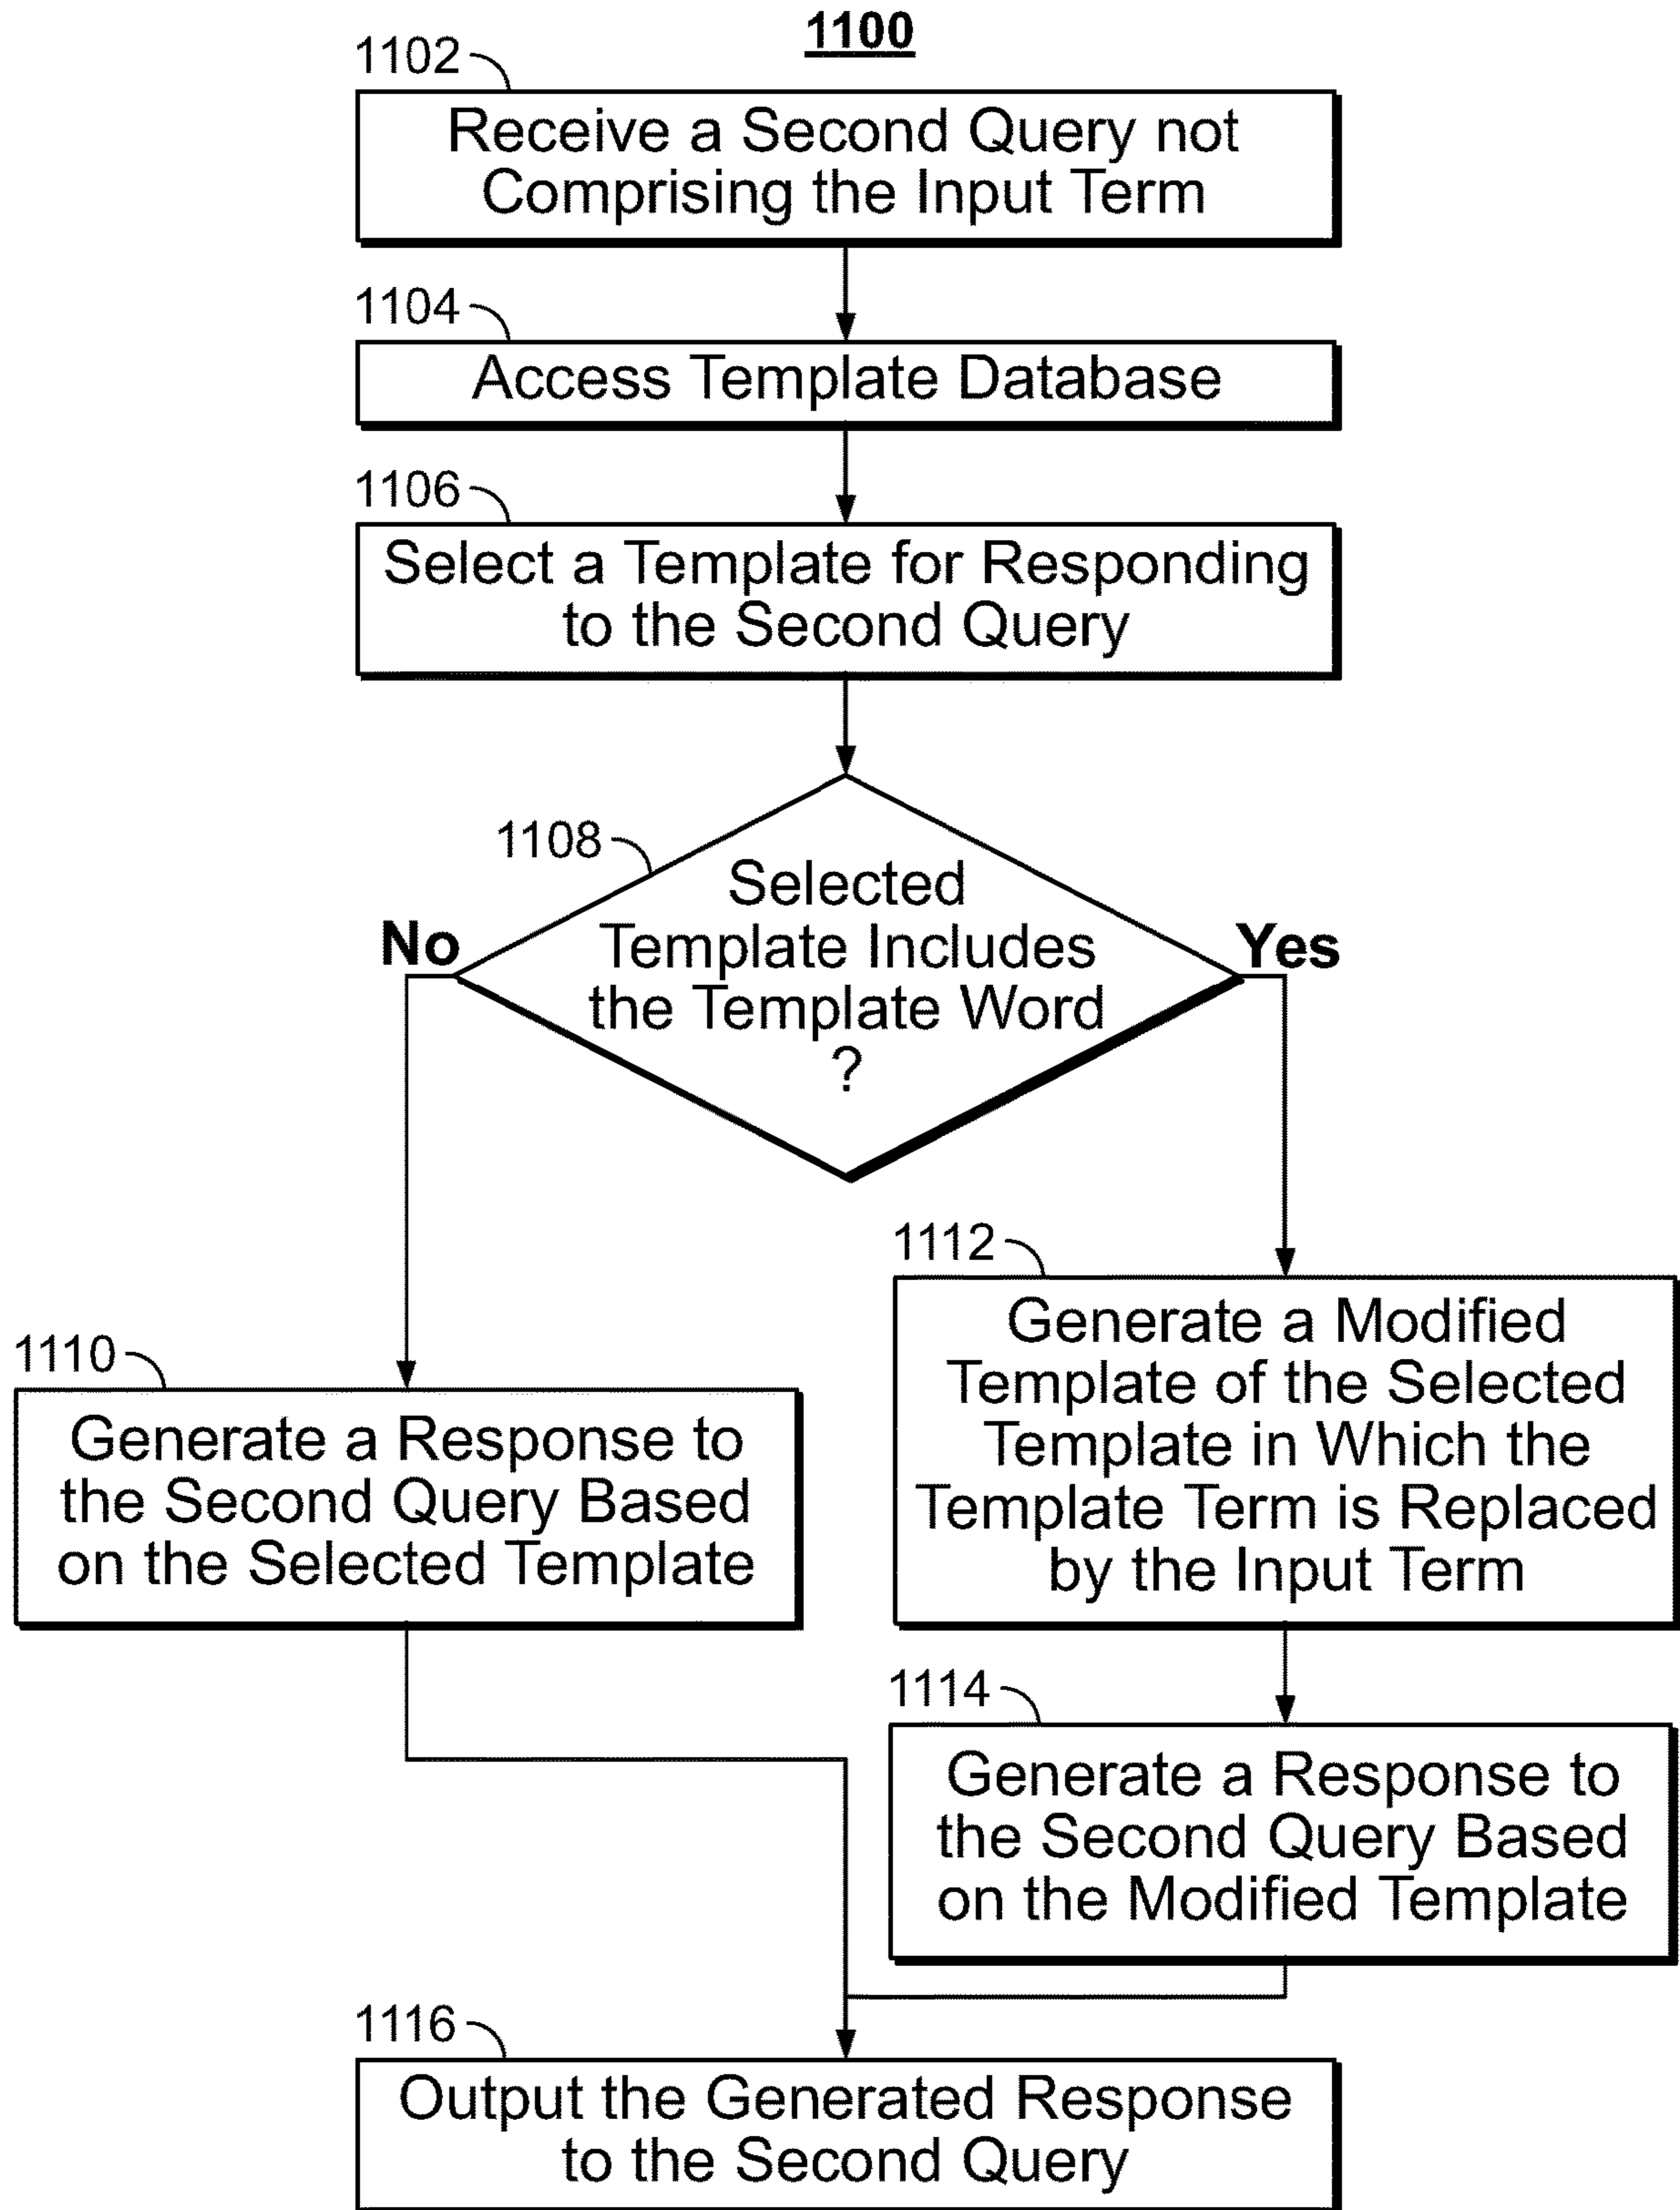 1100
1102
Receive a Second Query not
Comprising the Input Term
1104
Access Template Database
1106
Select a Template for Responding
to the Second Query
1108
Selected
Template Includes
the Template Word
?
No
Yes
1110
Generate a Response to
the Second Query Based
on the Selected Template
1112
Generate a Modified
Template of the Selected
Template in Which the
Template Term is Replaced
by the Input Term
1114
Generate a Response to
the Second Query Based
on the Modified Template
1116
Output the Generated Response
to the Second Query